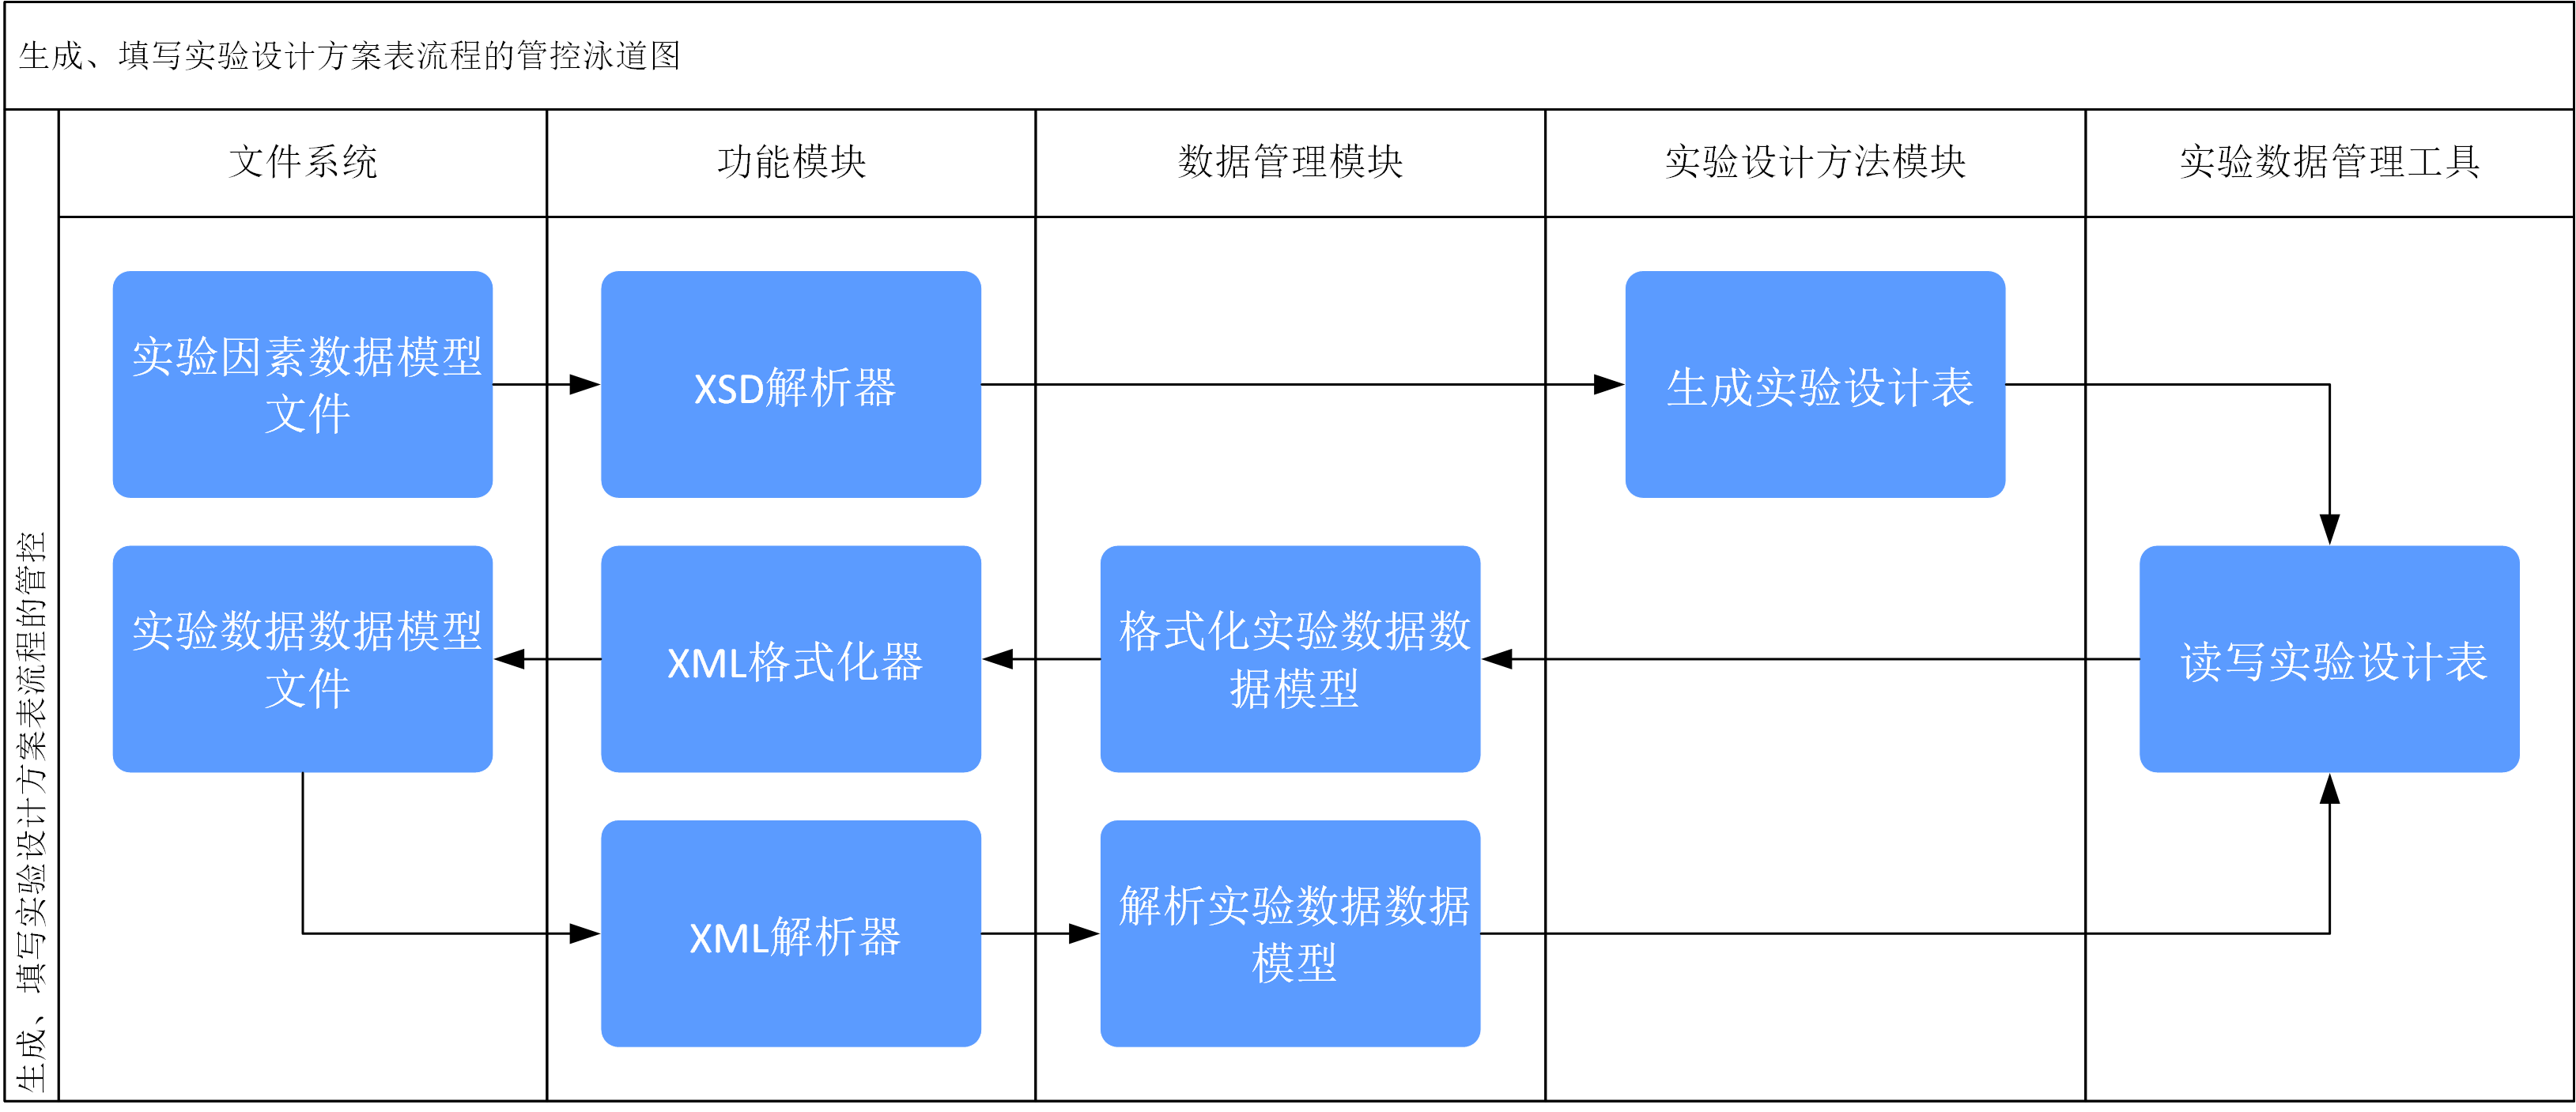 生成、填写实验设计方案表流程的管控泳道图
文件系统
功能模块
数据管理模块
实验设计方法模块
实验数据管理工具
生成、填写实验设计方案表流程的管控
实验因素数据模型
文件
XSD解析器
生成实验设计表
实验数据数据模型
文件
XML格式化器
格式化实验数据数
据模型
读写实验设计表
XML解析器
解析实验数据数据
模型